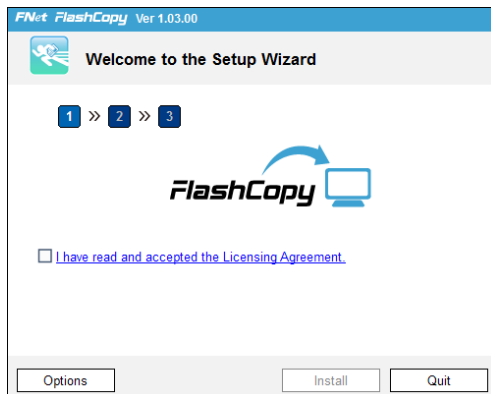 FNet FlashCopy Ver 1.03.00
Welcome to the Setup Wizard
1 » 2 » 3
FlashCopy
I have read and accepted the Licensing Agreement.
Options Install Quit